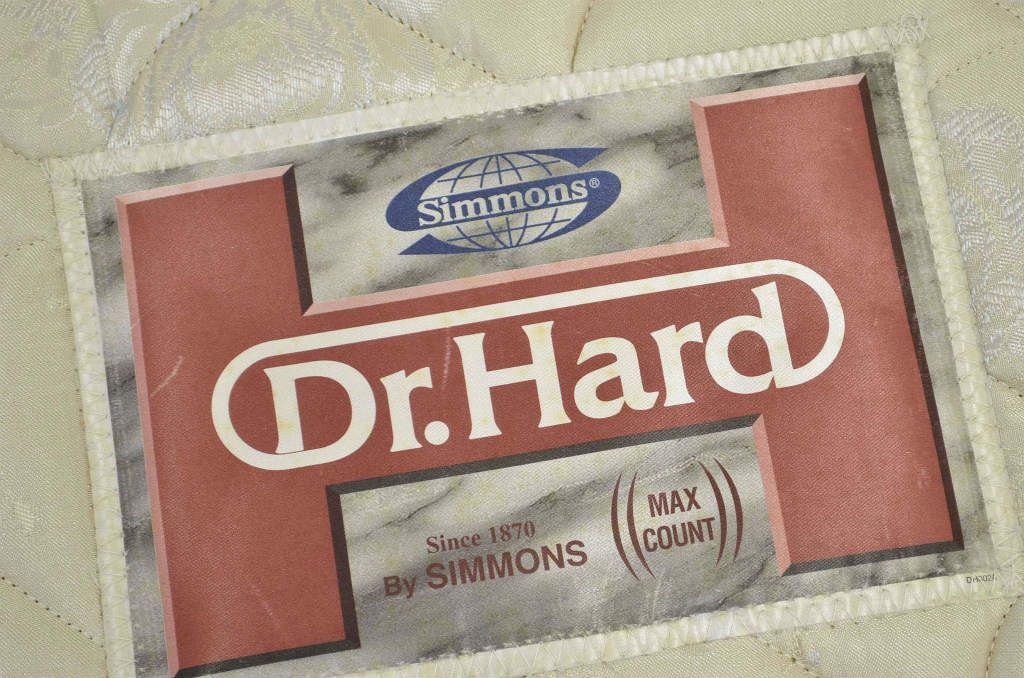 Simmons®
Dr.Hard
Since 1870
By SIMMONS
MAX
COUNT